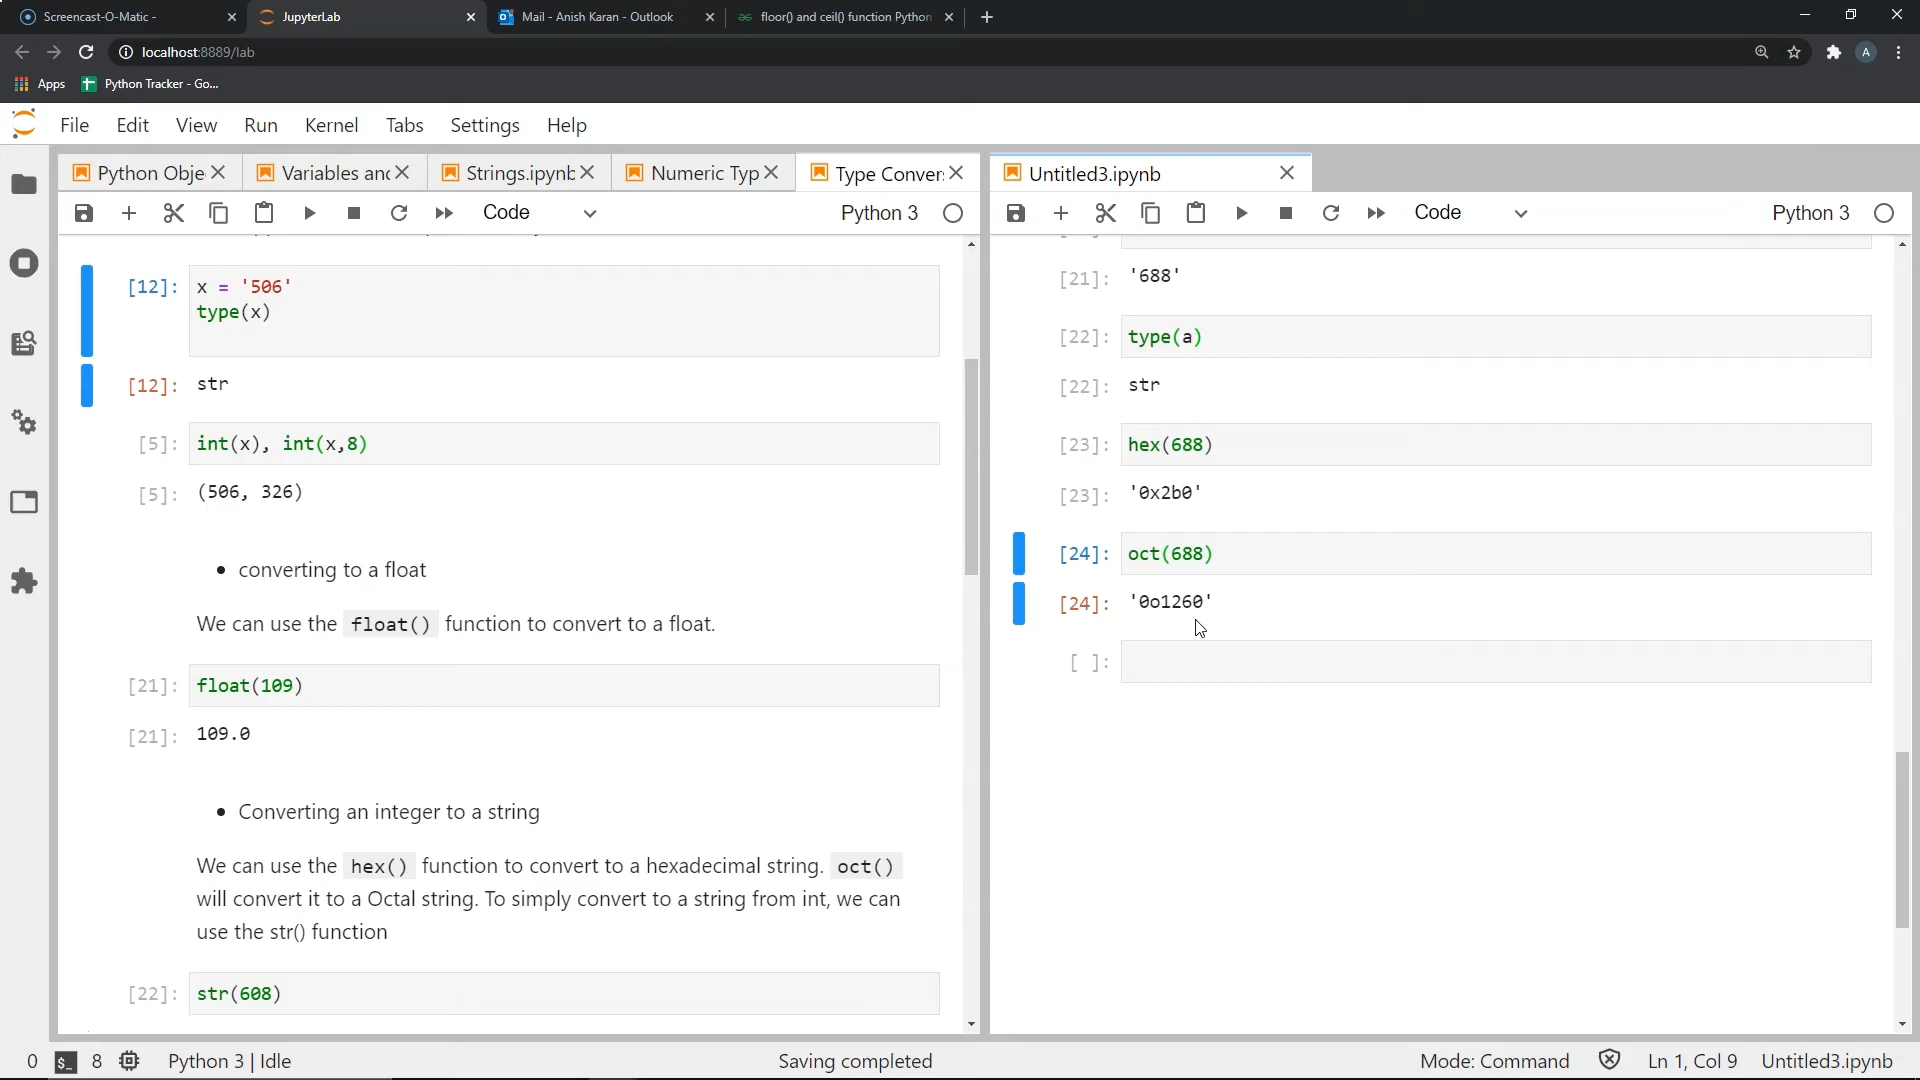 Screencast-O-Matic -
JupyterLab
Mail - Anish Karan - Outlook
floor() and ceil() function Python
localhost:8889/lab
A
Apps
Python Tracker - Go...
File Edit View Run Kernel Tabs Settings Help
Python Obje
Variables anc
Strings.ipynb
Numeric Typ
Type Conver
Untitled3.ipynb
Code
Python 3
Code
Python 3
[12]: x = '506'
type(x)
[12]: str
[5]: int(x), int(x,8)
[5]: (506, 326)
• converting to a float
We can use the float() function to convert to a float.
[21]: float(109)
[21]: 109.0
• Converting an integer to a string
We can use the hex() function to convert to a hexadecimal string. oct()
will convert it to a Octal string. To simply convert to a string from int, we can
use the str() function
[22]: str(608)
[21]: '688'
[22]: type(a)
[22]: str
[23]: hex(688)
[23]: '0x2b0'
[24]: oct(688)
[24]: '0o1260'
[ ]:
0 $_ 8 Python 3 | Idle
Saving completed
Mode: Command
Ln 1, Col 9
Untitled3.ipynb